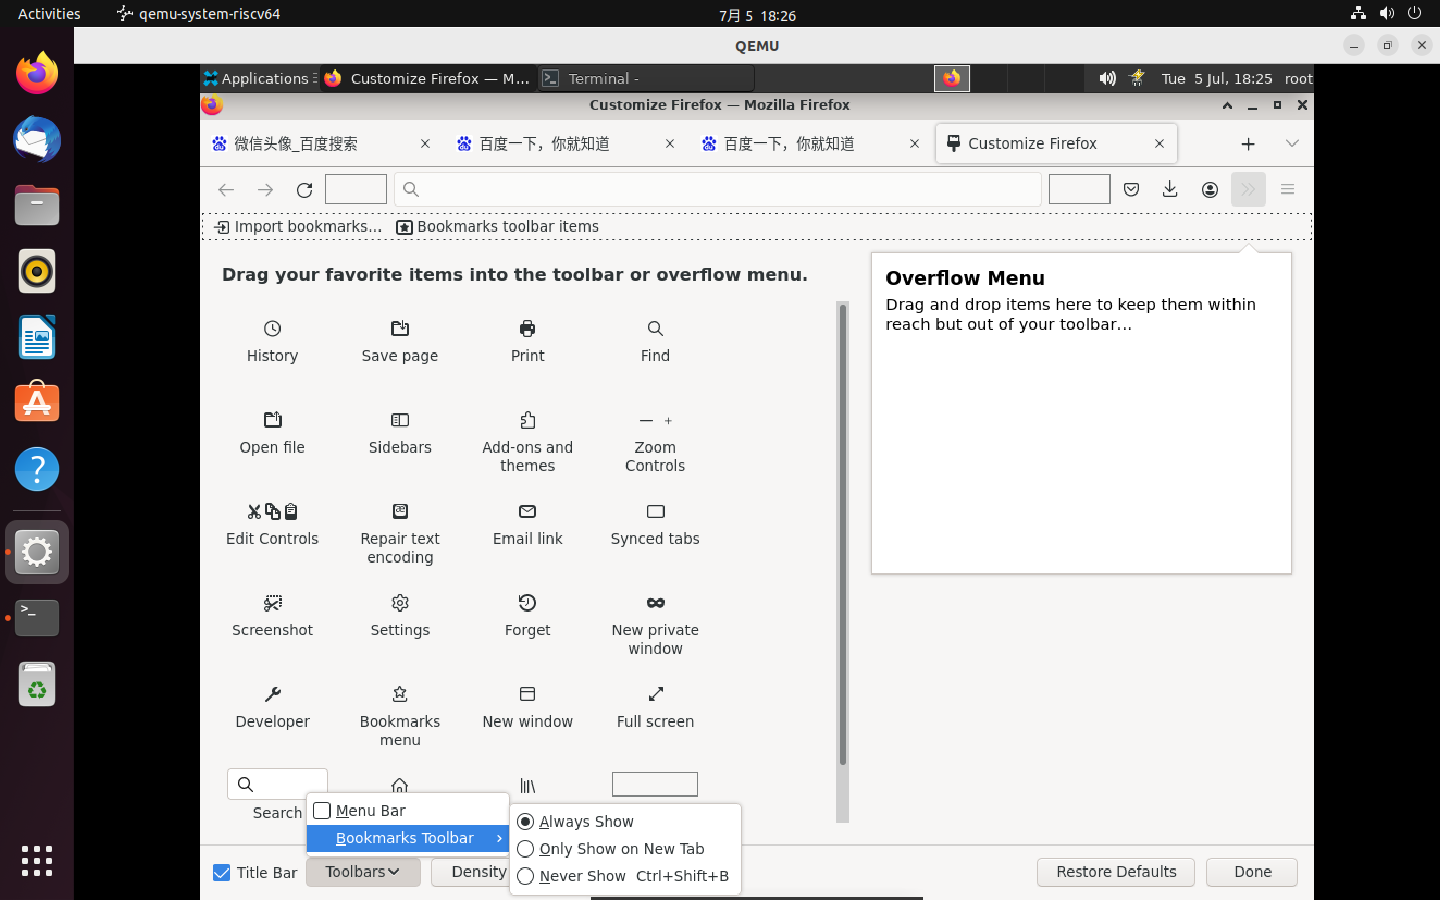 Activities
qemu-system-riscv64
7月 5 18:26
QEMU
Applications
Customize Firefox — M...
Terminal -
Tue 5 Jul, 18:25
root
Customize Firefox — Mozilla Firefox
微信头像_百度搜索
百度一下，你就知道
百度一下，你就知道
Customize Firefox
Import bookmarks...
Bookmarks toolbar items
Drag your favorite items into the toolbar or overflow menu.
Overflow Menu
Drag and drop items here to keep them within
reach but out of your toolbar...
History
Save page
Print
Find
Open file
Sidebars
Add-ons and
themes
Zoom
Controls
Edit Controls
Repair text
encoding
Email link
Synced tabs
Screenshot
Settings
Forget
New private
window
Developer
Bookmarks
menu
New window
Full screen
Search
Menu Bar
Bookmarks Toolbar
Always Show
Only Show on New Tab
Never Show Ctrl+Shift+B
Title Bar
Toolbars
Density
Restore Defaults
Done